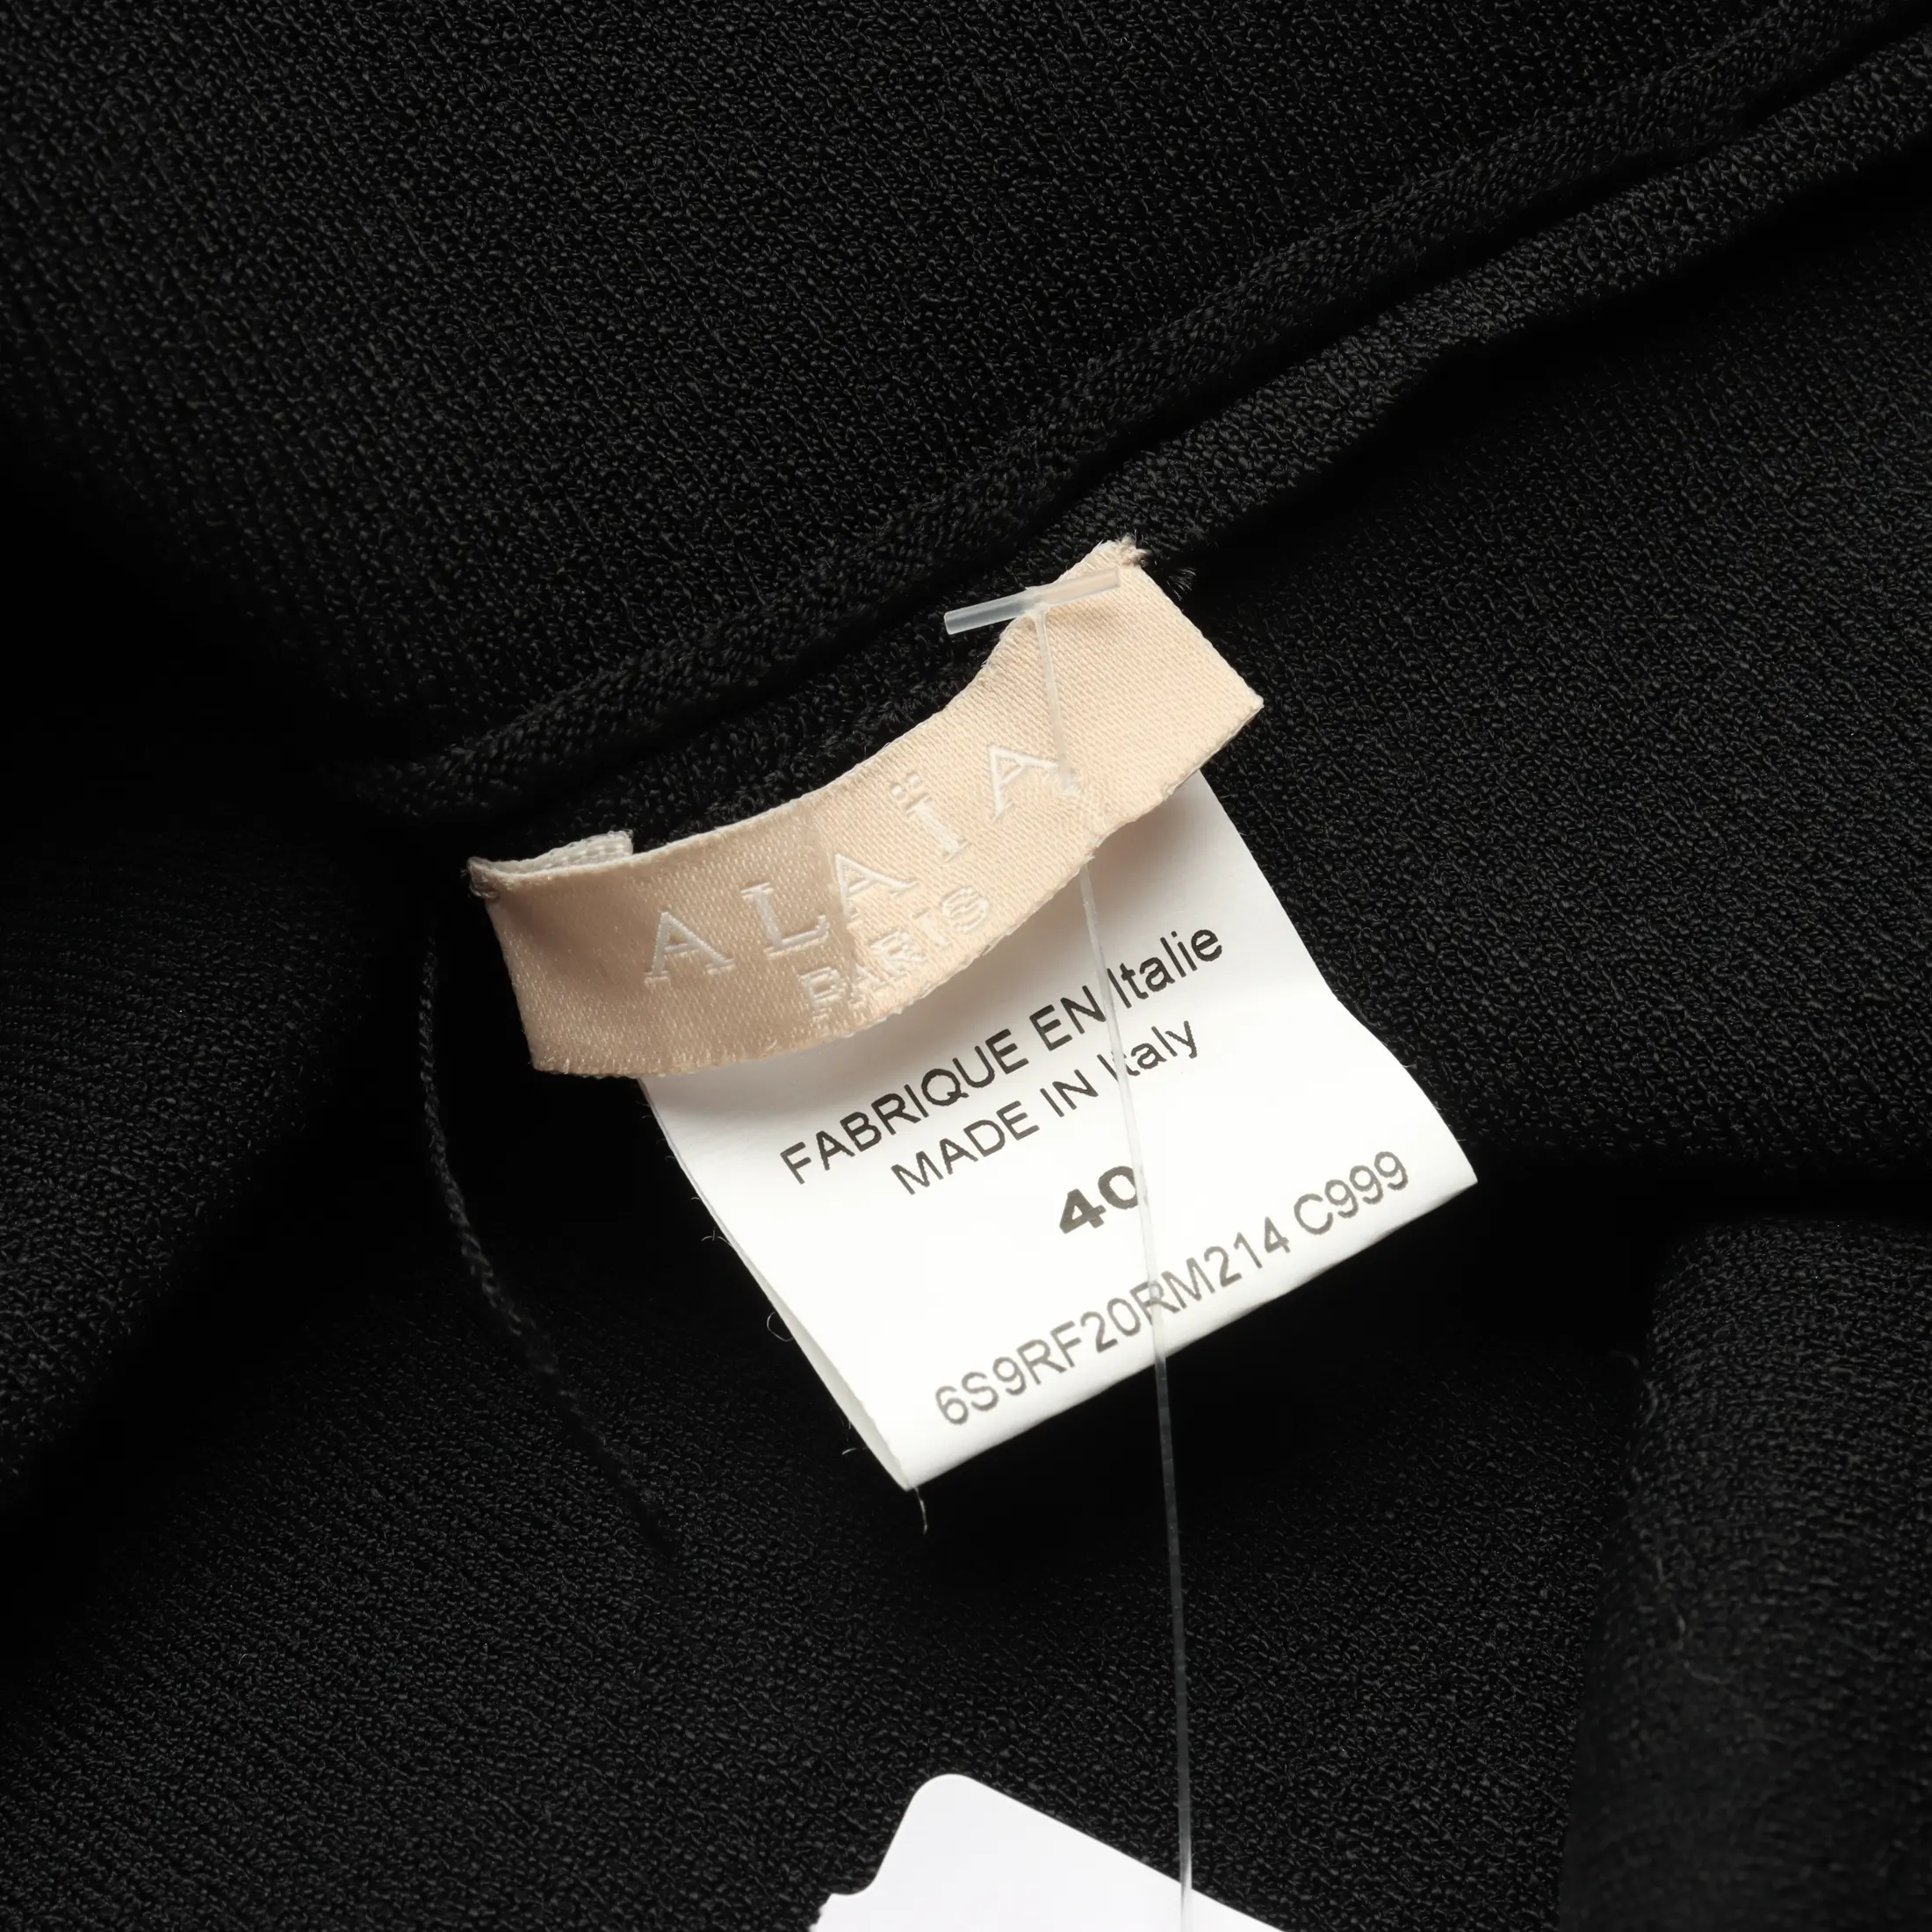 ALAÏA
PARIS
FABRIQUE EN Italie
MADE IN Italy
40
6S9RF20RM214 C999